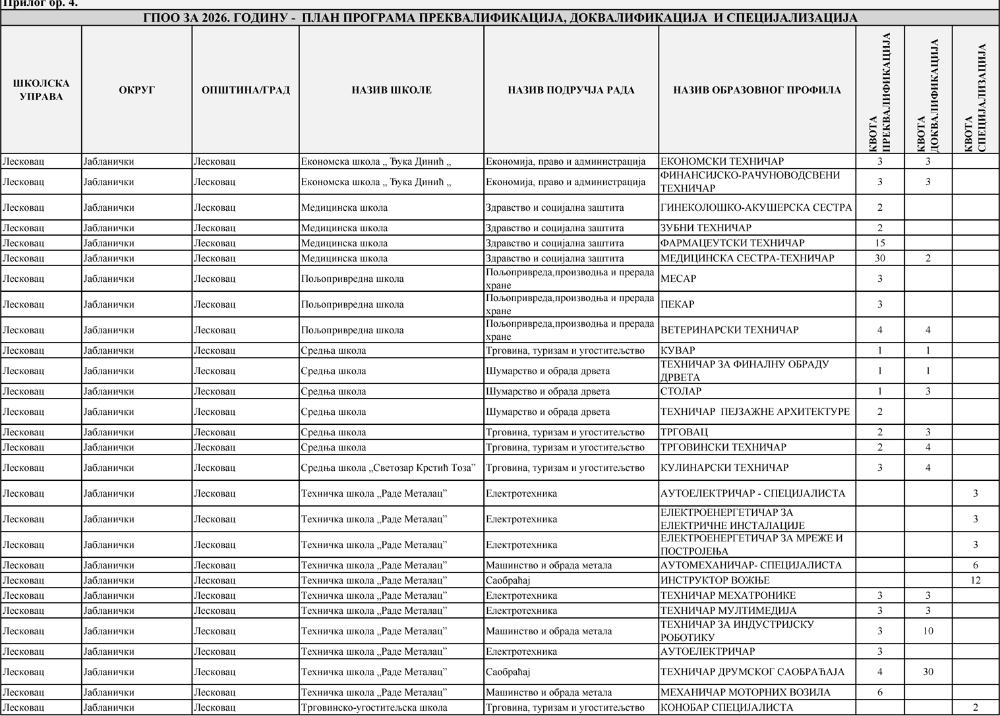 Прилог бр. 4.
ГПОО ЗА 2026. ГОДИНУ - ПЛАН ПРОГРАМА ПРЕКВАЛИФИКАЦИЈА, ДОКВАЛИФИКАЦИЈА И СПЕЦИЈАЛИЗАЦИЈА
ШКОЛСКА УПРАВА ОКРУГ ОПШТИНА/ГРАД НАЗИВ ШКОЛЕ НАЗИВ ПОДРУЧЈА РАДА НАЗИВ ОБРАЗОВНОГ ПРОФИЛА КВОТА ПРЕКВАЛИФИКАЦИЈА КВОТА ДОКВАЛИФИКАЦИЈА КВОТА СПЕЦИЈАЛИЗАЦИЈА
Лесковац Јабланички Лесковац Економска школа „ Ђука Динић „ Економија, право и администрација ЕКОНОМСКИ ТЕХНИЧАР 3 3
Лесковац Јабланички Лесковац Економска школа „ Ђука Динић „ Економија, право и администрација ФИНАНСИЈСКО-РАЧУНОВОДСВЕНИ ТЕХНИЧАР 3 3
Лесковац Јабланички Лесковац Медицинска школа Здравство и социјална заштита ГИНЕКОЛОШКО-АКУШЕРСКА СЕСТРА 2
Лесковац Јабланички Лесковац Медицинска школа Здравство и социјална заштита ЗУБНИ ТЕХНИЧАР 2
Лесковац Јабланички Лесковац Медицинска школа Здравство и социјална заштита ФАРМАЦЕУТСКИ ТЕХНИЧАР 15
Лесковац Јабланички Лесковац Медицинска школа Здравство и социјална заштита МЕДИЦИНСКА СЕСТРА-ТЕХНИЧАР 30 2
Лесковац Јабланички Лесковац Пољопривредна школа Пољопривреда,производња и прерада хране МЕСАР 3
Лесковац Јабланички Лесковац Пољопривредна школа Пољопривреда,производња и прерада хране ПЕКАР 3
Лесковац Јабланички Лесковац Пољопривредна школа Пољопривреда,производња и прерада хране ВЕТЕРИНАРСКИ ТЕХНИЧАР 4 4
Лесковац Јабланички Лесковац Средња школа Трговина, туризам и угоститељство КУВАР 1 1
Лесковац Јабланички Лесковац Средња школа Шумарство и обрада дрвета ТЕХНИЧАР ЗА ФИНАЛНУ ОБРАДУ ДРВЕТА 1 1
Лесковац Јабланички Лесковац Средња школа Шумарство и обрада дрвета СТОЛАР 1 3
Лесковац Јабланички Лесковац Средња школа Шумарство и обрада дрвета ТЕХНИЧАР ПЕЈЗАЖНЕ АРХИТЕКТУРЕ 2
Лесковац Јабланички Лесковац Средња школа Трговина, туризам и угоститељство ТРГОВАЦ 2 3
Лесковац Јабланички Лесковац Средња школа Трговина, туризам и угоститељство ТРГОВИНСКИ ТЕХНИЧАР 2 4
Лесковац Јабланички Лесковац Средња школа „Светозар Крстић Тоза” Трговина, туризам и угоститељство КУЛИНАРСКИ ТЕХНИЧАР 3 4
Лесковац Јабланички Лесковац Техничка школа „Раде Металац” Електротехника АУТОЕЛЕКТРИЧАР - СПЕЦИЈАЛИСТА 3
Лесковац Јабланички Лесковац Техничка школа „Раде Металац” Електротехника ЕЛЕКТРОЕНЕРГЕТИЧАР ЗА ЕЛЕКТРИЧНЕ ИНСТАЛАЦИЈЕ 3
Лесковац Јабланички Лесковац Техничка школа „Раде Металац” Електротехника ЕЛЕКТРОЕНЕРГЕТИЧАР ЗА МРЕЖЕ И ПОСТРОЈЕЊА 3
Лесковац Јабланички Лесковац Техничка школа „Раде Металац” Машинство и обрада метала АУТОМЕХАНИЧАР- СПЕЦИЈАЛИСТА 6
Лесковац Јабланички Лесковац Техничка школа „Раде Металац” Саобраћај ИНСТРУКТОР ВОЖЊЕ 12
Лесковац Јабланички Лесковац Техничка школа „Раде Металац” Електротехника ТЕХНИЧАР МЕХАТРОНИКЕ 3 3
Лесковац Јабланички Лесковац Техничка школа „Раде Металац” Електротехника ТЕХНИЧАР МУЛТИМЕДИЈА 3 3
Лесковац Јабланички Лесковац Техничка школа „Раде Металац” Машинство и обрада метала ТЕХНИЧАР ЗА ИНДУСТРИЈСКУ РОБОТИКУ 3 10
Лесковац Јабланички Лесковац Техничка школа „Раде Металац” Електротехника АУТОЕЛЕКТРИЧАР 3
Лесковац Јабланички Лесковац Техничка школа „Раде Металац” Саобраћај ТЕХНИЧАР ДРУМСКОГ САОБРАЋАЈА 4 30
Лесковац Јабланички Лесковац Техничка школа „Раде Металац” Машинство и обрада метала МЕХАНИЧАР МОТОРНИХ ВОЗИЛА 6
Лесковац Јабланички Лесковац Трговинско-угоститељска школа Трговина, туризам и угоститељство КОНОБАР СПЕЦИЈАЛИСТА 2